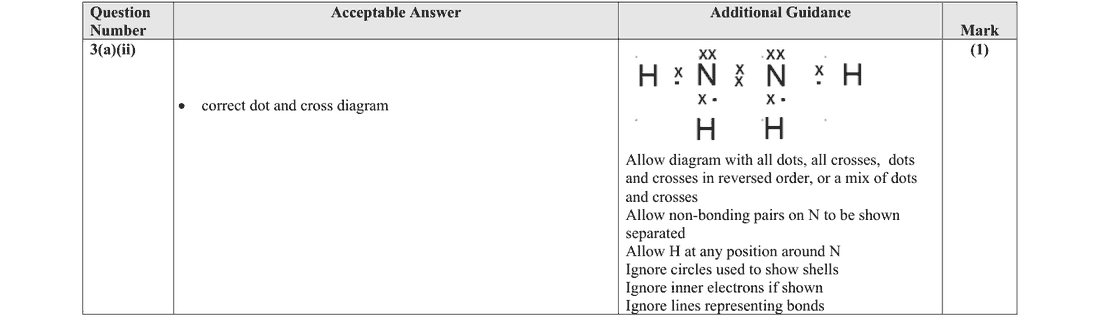 Question Number
Acceptable Answer
Additional Guidance
Mark
3(a)(ii)
(1)
• correct dot and cross diagram
xx xx
H x• N xx N x• H
x• x•
H H
Allow diagram with all dots, all crosses, dots
and crosses in reversed order, or a mix of dots
and crosses
Allow non-bonding pairs on N to be shown
separated
Allow H at any position around N
Ignore circles used to show shells
Ignore inner electrons if shown
Ignore lines representing bonds